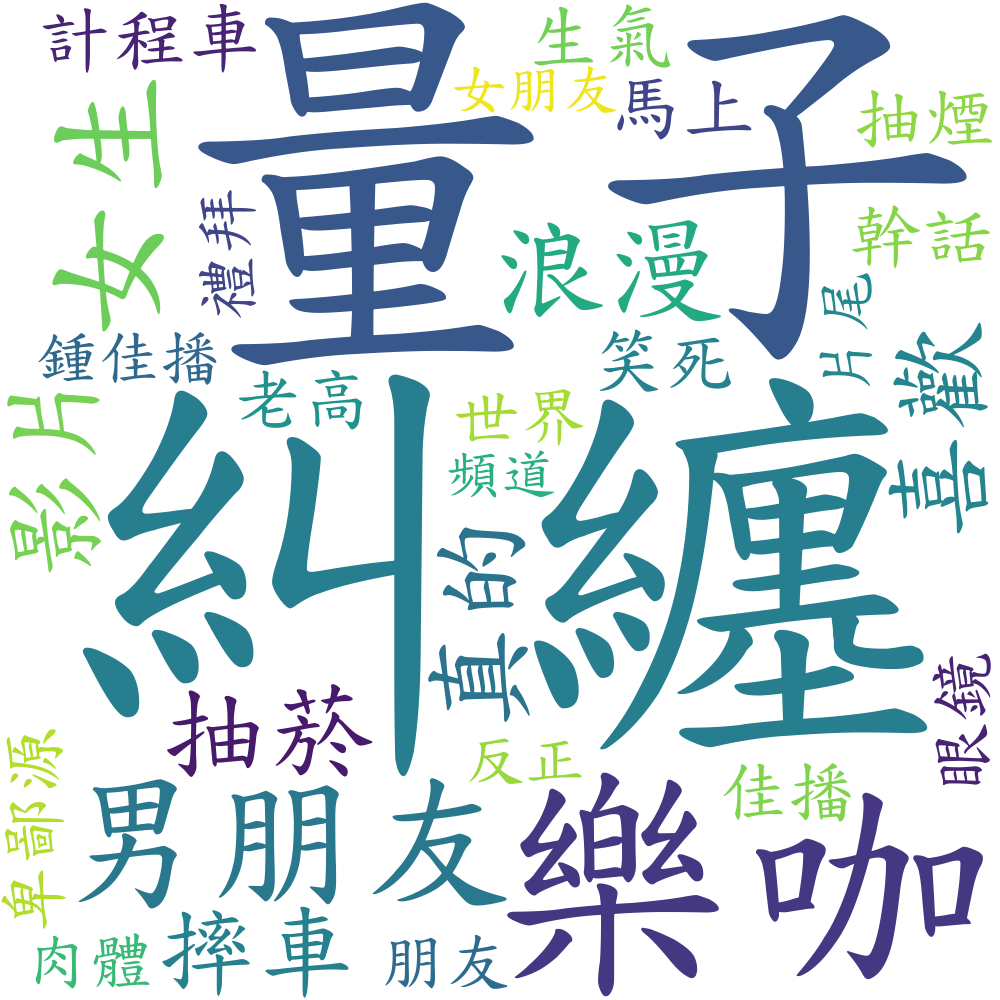 計程車
量子
生氣
女朋友
馬上
抽煙
女生
禮拜
浪漫
幹話
鍾佳播
老高
笑死
片尾
喜歡
影片
糾纏
世界
頻道
真的
抽菸
眼鏡
卑鄙源
反正
佳播
男朋友
樂咖
肉體
摔車
朋友